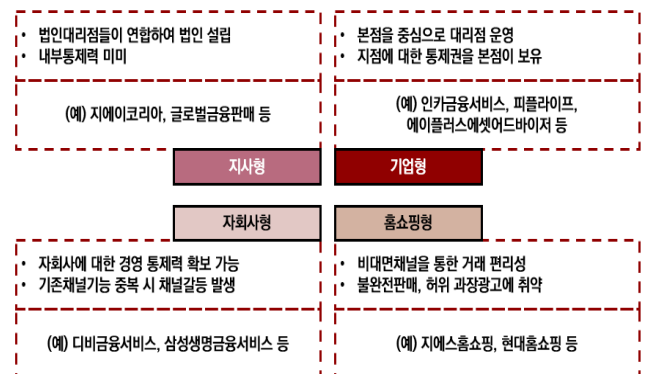 • 법인대리점들이 연합하여 법인 설립
• 내부통제력 미미
(예) 지에이코리아, 글로벌금융판매 등
지사형
• 본점을 중심으로 대리점 운영
• 지점에 대한 통제권을 본점이 보유
(예) 인카금융서비스, 피플라이프,
에이플러스에셋어드바이저 등
기업형
자회사형
• 자회사에 대한 경영 통제력 확보 가능
• 기존채널기능 중복 시 채널갈등 발생
(예) 디비금융서비스, 삼성생명금융서비스 등
홈쇼핑형
• 비대면채널을 통한 거래 편리성
• 불완전판매, 허위 과장광고에 취약
(예) 지에스홈쇼핑, 현대홈쇼핑 등